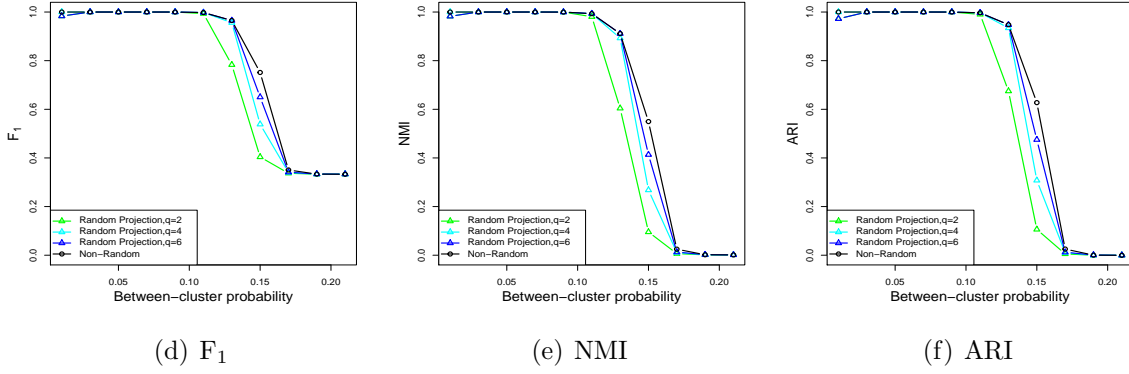 1.0
0.8
0.6
0.4
0.2
0.0
F1
Random Projection,q=2
Random Projection,q=4
Random Projection,q=6
Non-Random
0.05 0.10 0.15 0.20
Between-cluster probability
(d) F1
1.0
0.8
0.6
0.4
0.2
0.0
NMI
Random Projection,q=2
Random Projection,q=4
Random Projection,q=6
Non-Random
0.05 0.10 0.15 0.20
Between-cluster probability
(e) NMI
1.0
0.8
0.6
0.4
0.2
0.0
ARI
Random Projection,q=2
Random Projection,q=4
Random Projection,q=6
Non-Random
0.05 0.10 0.15 0.20
Between-cluster probability
(f) ARI